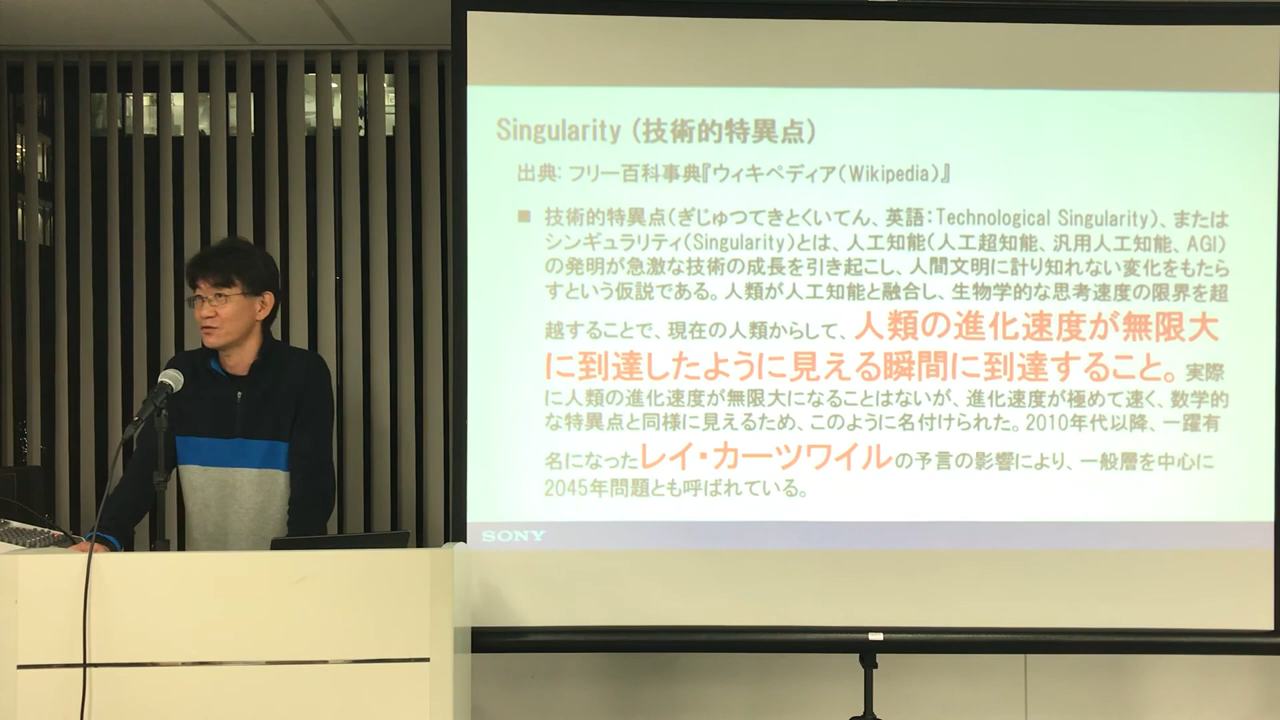 Singularity (技術的特異点)
出典: フリー百科事典『ウィキペディア(Wikipedia)』
■ 技術的特異点(ぎじゅつてきとくいてん、英語:Technological Singularity)、または
シンギュラリティ(Singularity)とは、人工知能(人工超知能、汎用人工知能、AGI)
の発明が急激な技術の成長を引き起こし、人間文明に計り知れない変化をもたら
すという仮説である。人類が人工知能と融合し、生物学的な思考速度の限界を超
越することで、現在の人類からして、人類の進化速度が無限大
に到達したように見える瞬間に到達すること。実際
に人類の進化速度が無限大になることはないが、進化速度が極めて速く、数学的
な特異点と同様に見えるため、このように名付けられた。2010年代以降、一躍有
名になったレイ・カーツワイルの予言の影響により、一般層を中心に
2045年問題とも呼ばれている。
SONY